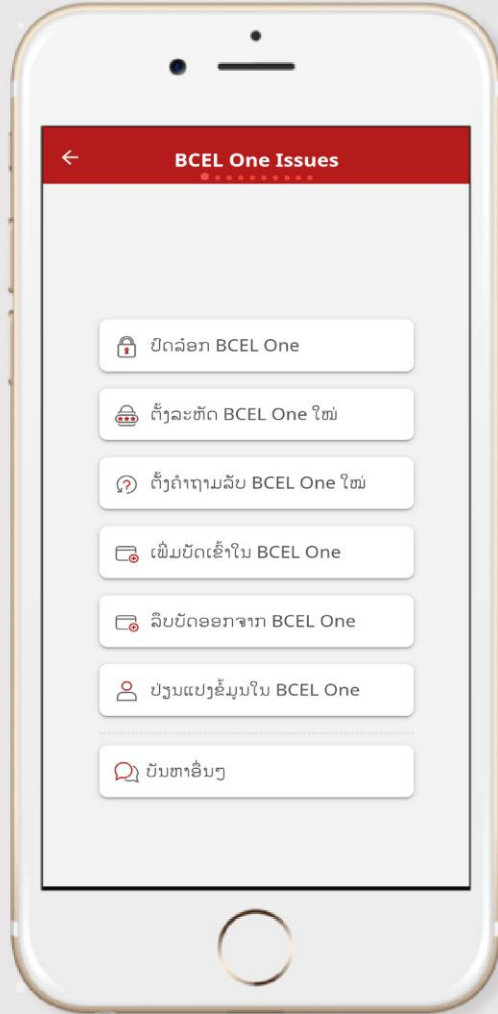 BCEL One Issues
ປົດລ໋ອກ BCEL One
ຕັ້ງລະຫັດ BCEL One ໃໝ່
ຕັ້ງຄຳຖາມລັບ BCEL One ໃໝ່
ເພີ່ມບັດເຂົ້າໃນ BCEL One
ລຶບບັດອອກຈາກ BCEL One
ປ່ຽນແປງຂໍ້ມູນໃນ BCEL One
ບັນຫາອື່ນໆ